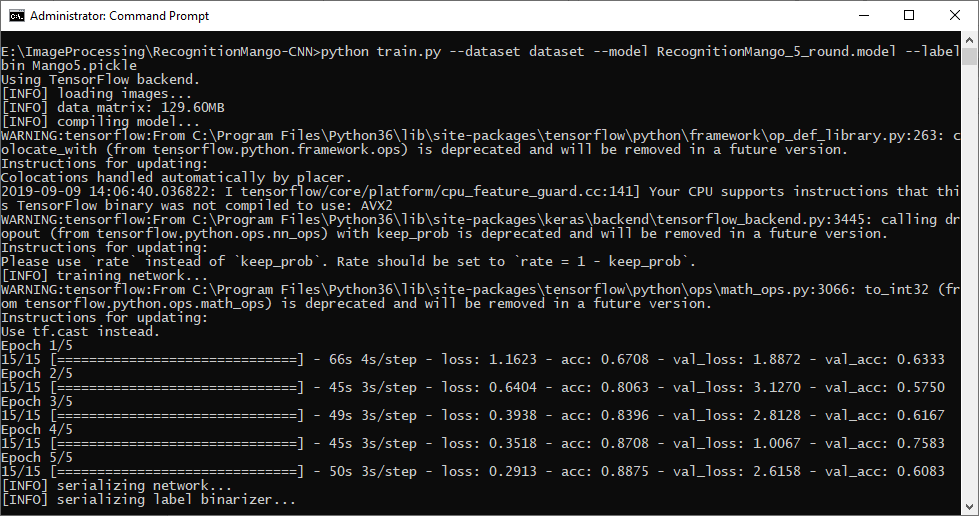 Administrator: Command Prompt
E:\ImageProcessing\RecognitionMango-CNN>python train.py --dataset dataset --model RecognitionMango_5_round.model --label
bin Mango5.pickle
Using TensorFlow backend.
[INFO] loading images...
[INFO] data matrix: 129.60MB
[INFO] compiling model...
WARNING:tensorflow:From C:\Program Files\Python36\lib\site-packages\tensorflow\python\framework\op_def_library.py:263: c
olocate_with (from tensorflow.python.framework.ops) is deprecated and will be removed in a future version.
Instructions for updating:
Colocations handled automatically by placer.
2019-09-09 14:06:40.036822: I tensorflow/core/platform/cpu_feature_guard.cc:141] Your CPU supports instructions that thi
s TensorFlow binary was not compiled to use: AVX2
WARNING:tensorflow:From C:\Program Files\Python36\lib\site-packages\keras\backend\tensorflow_backend.py:3445: calling dr
opout (from tensorflow.python.ops.nn_ops) with keep_prob is deprecated and will be removed in a future version.
Instructions for updating:
Please use `rate` instead of `keep_prob`. Rate should be set to `rate = 1 - keep_prob`.
[INFO] training network...
WARNING:tensorflow:From C:\Program Files\Python36\lib\site-packages\tensorflow\python\ops\math_ops.py:3066: to_int32 (fr
om tensorflow.python.ops.math_ops) is deprecated and will be removed in a future version.
Instructions for updating:
Use tf.cast instead.
Epoch 1/5
15/15 [==============================] - 66s 4s/step - loss: 1.1623 - acc: 0.6708 - val_loss: 1.8872 - val_acc: 0.6333
Epoch 2/5
15/15 [==============================] - 45s 3s/step - loss: 0.6404 - acc: 0.8063 - val_loss: 3.1270 - val_acc: 0.5750
Epoch 3/5
15/15 [==============================] - 49s 3s/step - loss: 0.3938 - acc: 0.8396 - val_loss: 2.8128 - val_acc: 0.6167
Epoch 4/5
15/15 [==============================] - 45s 3s/step - loss: 0.3518 - acc: 0.8708 - val_loss: 1.0067 - val_acc: 0.7583
Epoch 5/5
15/15 [==============================] - 50s 3s/step - loss: 0.2913 - acc: 0.8875 - val_loss: 2.6158 - val_acc: 0.6083
[INFO] serializing network...
[INFO] serializing label binarizer...